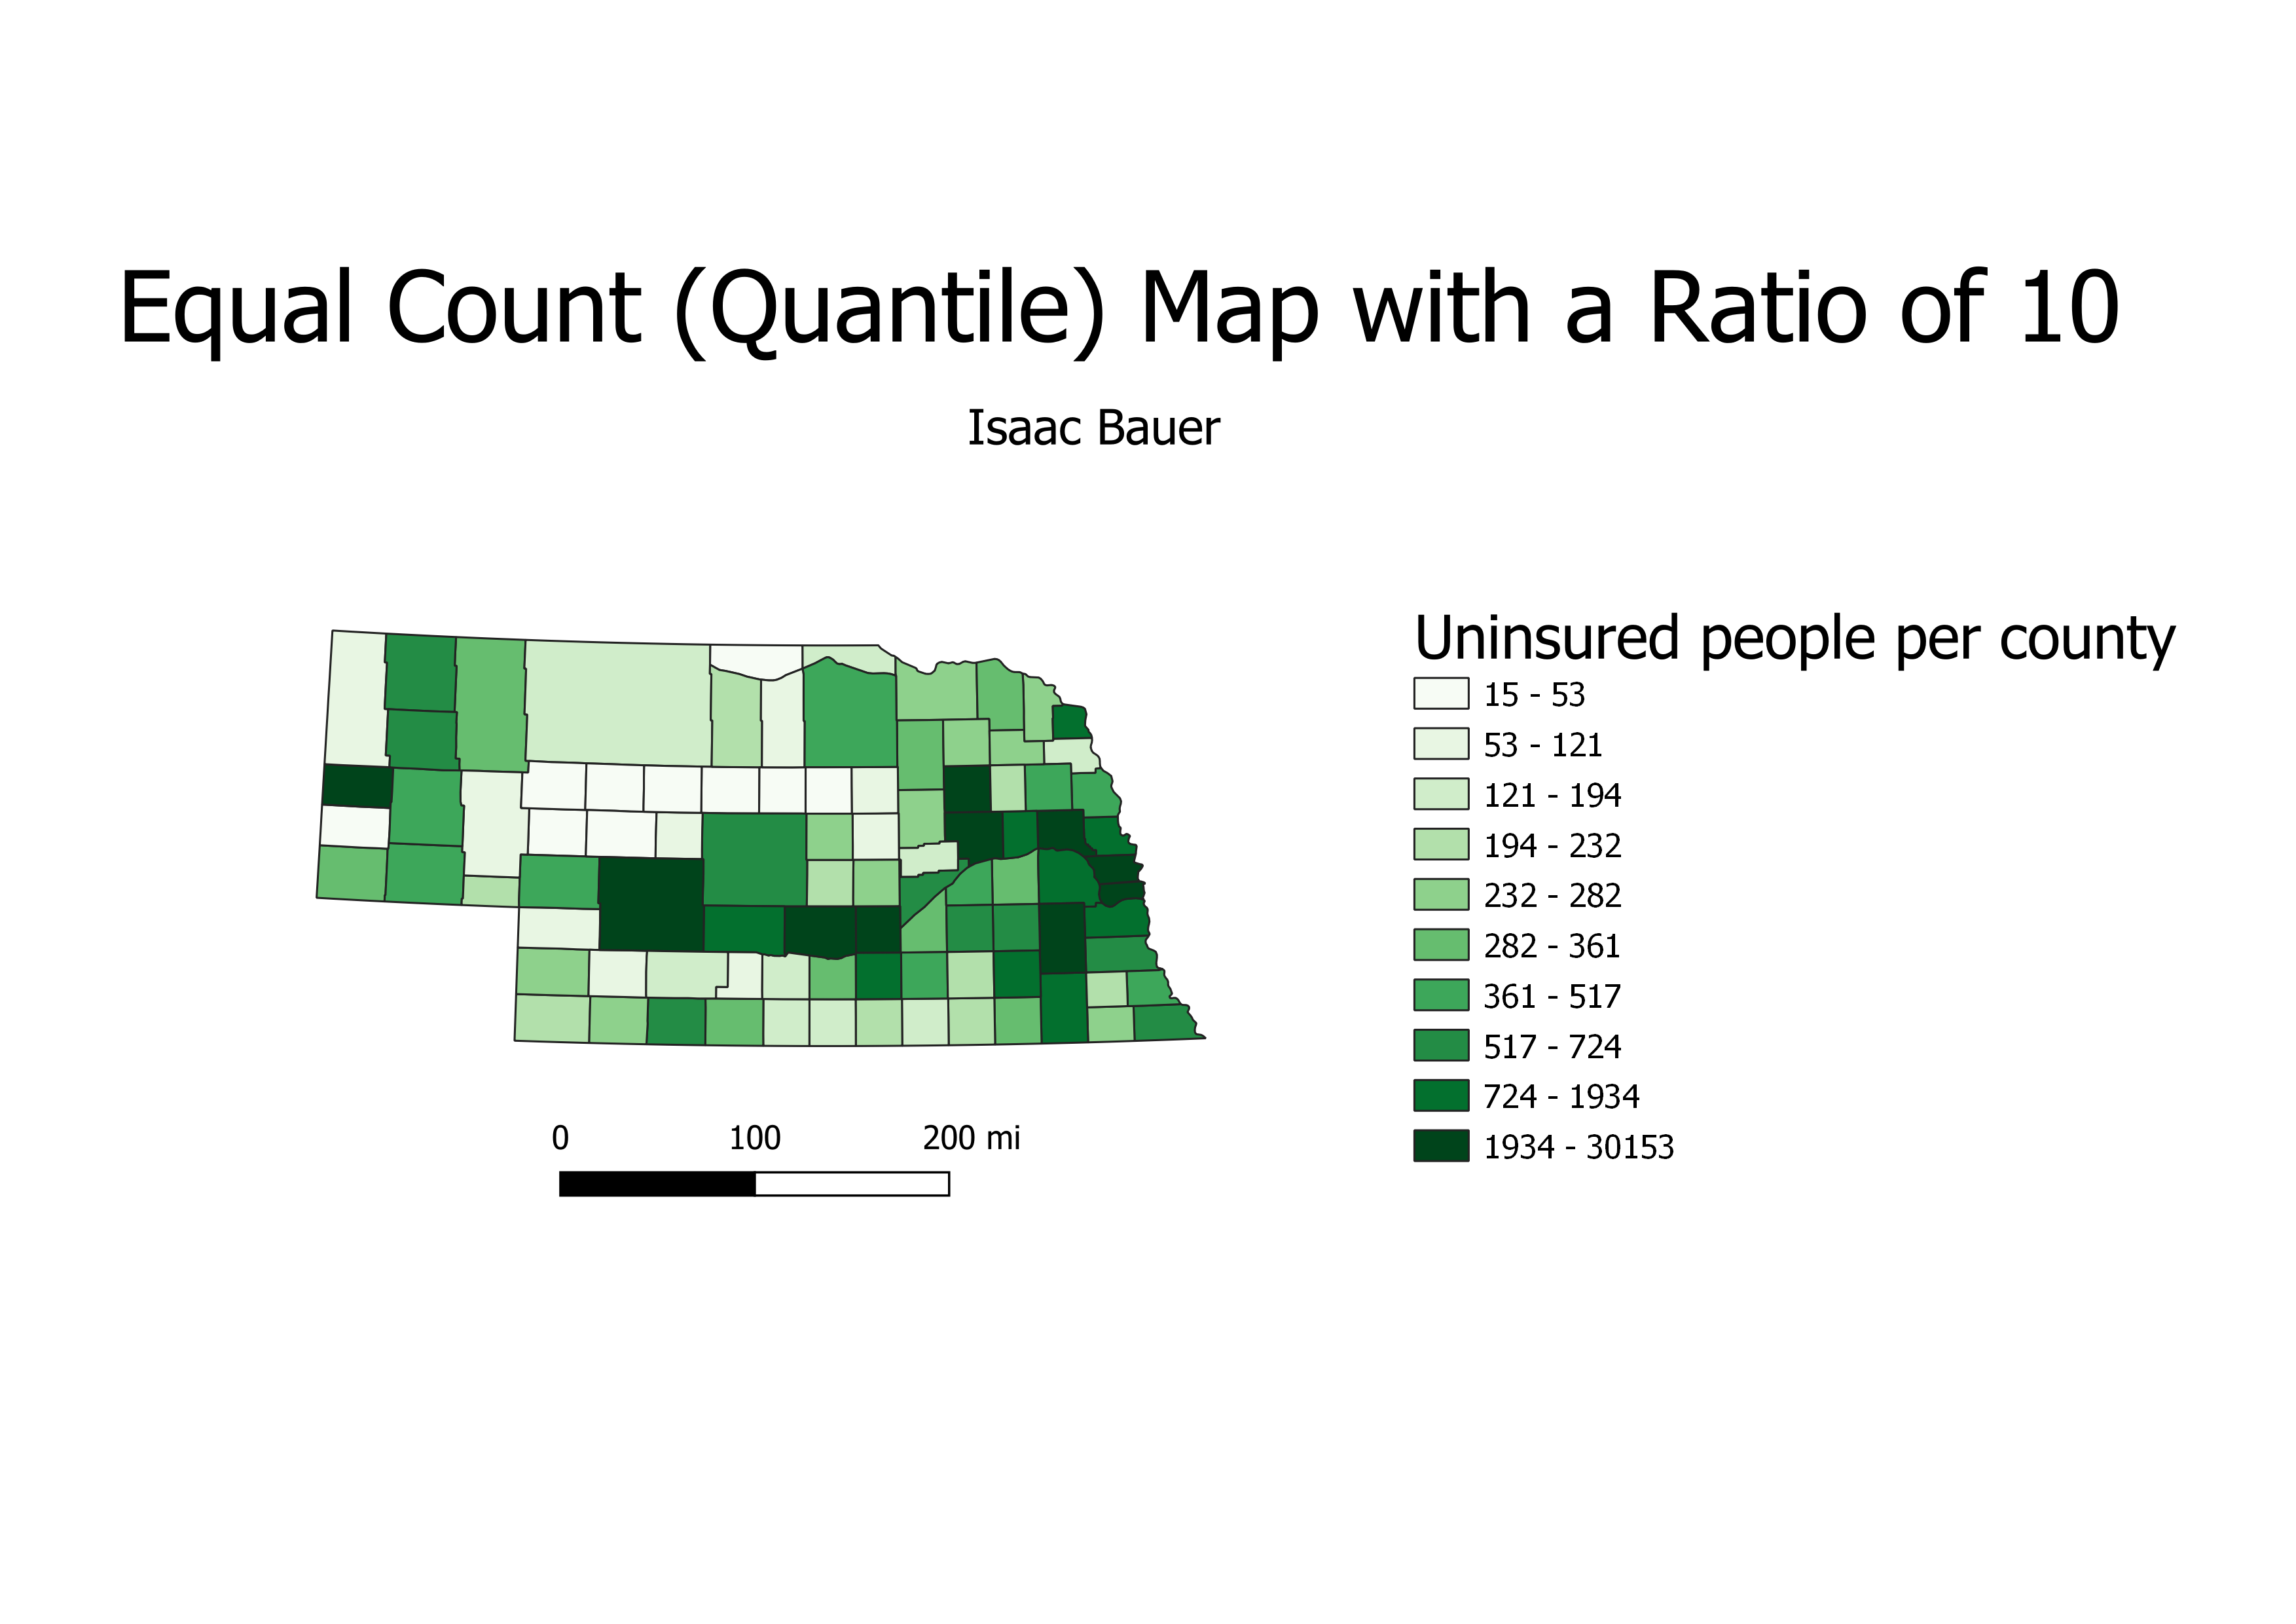 Equal Count (Quantile) Map with a Ratio of 10
Isaac Bauer
Uninsured people per county
15 - 53
53 - 121
121 - 194
194 - 232
232 - 282
282 - 361
361 - 517
517 - 724
724 - 1934
1934 - 30153
0 100 200 mi